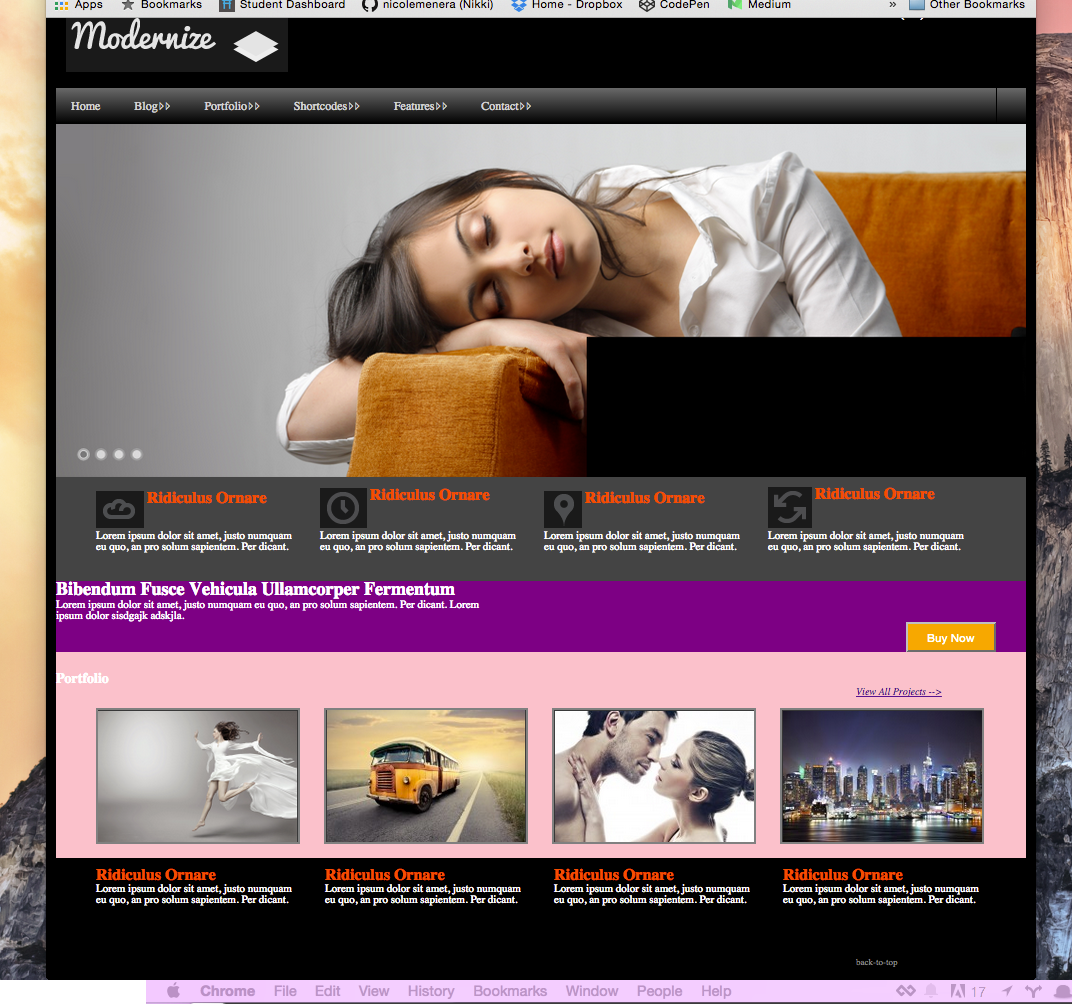 Apps Bookmarks Student Dashboard nicolemenera (Nikki) Home - Dropbox CodePen Medium » Other Bookmarks
Modernize
Home Blog Portfolio Shortcodes Features Contact
Ridiculus Ornare Ridiculus Ornare Ridiculus Ornare Ridiculus Ornare
Lorem ipsum dolor sit amet, justo numquam Lorem ipsum dolor sit amet, justo numquam Lorem ipsum dolor sit amet, justo numquam Lorem ipsum dolor sit amet, justo numquam
eu quo, an pro solum sapientem. Per dicant. eu quo, an pro solum sapientem. Per dicant. eu quo, an pro solum sapientem. Per dicant. eu quo, an pro solum sapientem. Per dicant.
Bibendum Fusce Vehicula Ullamcorper Fermentum
Lorem ipsum dolor sit amet, justo numquam eu quo, an pro solum sapientem. Per dicant. Lorem
ipsum dolor sisdgajk adskjla.
Buy Now
Portfolio
View All Projects -->
Ridiculus Ornare Ridiculus Ornare Ridiculus Ornare Ridiculus Ornare
Lorem ipsum dolor sit amet, justo numquam Lorem ipsum dolor sit amet, justo numquam Lorem ipsum dolor sit amet, justo numquam Lorem ipsum dolor sit amet, justo numquam
eu quo, an pro solum sapientem. Per dicant. eu quo, an pro solum sapientem. Per dicant. eu quo, an pro solum sapientem. Per dicant. eu quo, an pro solum sapientem. Per dicant.
back-to-top
Chrome File Edit View History Bookmarks Window People Help 17